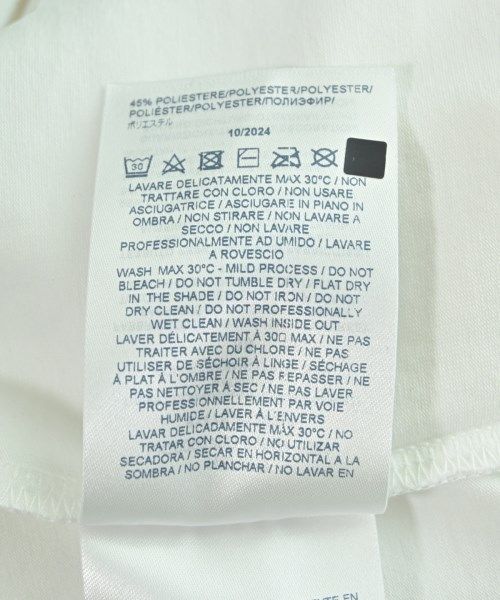 45% POLIESTERE/POLYESTER/POLYESTER/
POLIÉSTER/POLYESTER/ПОЛИЭФИР/
ポリエステル
10/2024
30
LAVARE DELICATAMENTE MAX 30°C / NON
TRATTARE CON CLORO / NON USARE
ASCIUGATRICE / ASCIUGARE IN PIANO IN
OMBRA / NON STIRARE / NON LAVARE A
SECCO / NON LAVARE
PROFESSIONALMENTE AD UMIDO / LAVARE
A ROVESCIO
WASH MAX 30°C - MILD PROCESS / DO NOT
BLEACH / DO NOT TUMBLE DRY / FLAT DRY
IN THE SHADE / DO NOT IRON / DO NOT
DRY CLEAN / DO NOT PROFESSIONALLY
WET CLEAN / WASH INSIDE OUT
LAVER DÉLICATEMENT À 30□ MAX / NE PAS
TRAITER AVEC DU CHLORE / NE PAS
UTILISER DE SÉCHOIR À LINGE / SÉCHAGE
À PLAT À L'OMBRE / NE PAS REPASSER / NE
PAS NETTOYER À SEC / NE PAS LAVER
PROFESSIONNELLEMENT PAR VOIE
HUMIDE / LAVER À L'ENVERS
LAVAR DELICADAMENTE MÁX 30°C / NO
TRATAR CON CLORO / NO UTILIZAR
SECADORA / SECAR EN HORIZONTAL A LA
SOMBRA / NO PLANCHAR / NO LAVAR EN
EN